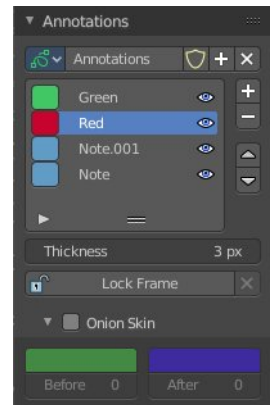 Annotations
Annotations
Green
Red
Note.001
Note
Thickness 3 px
Lock Frame
Onion Skin
Before 0 After 0